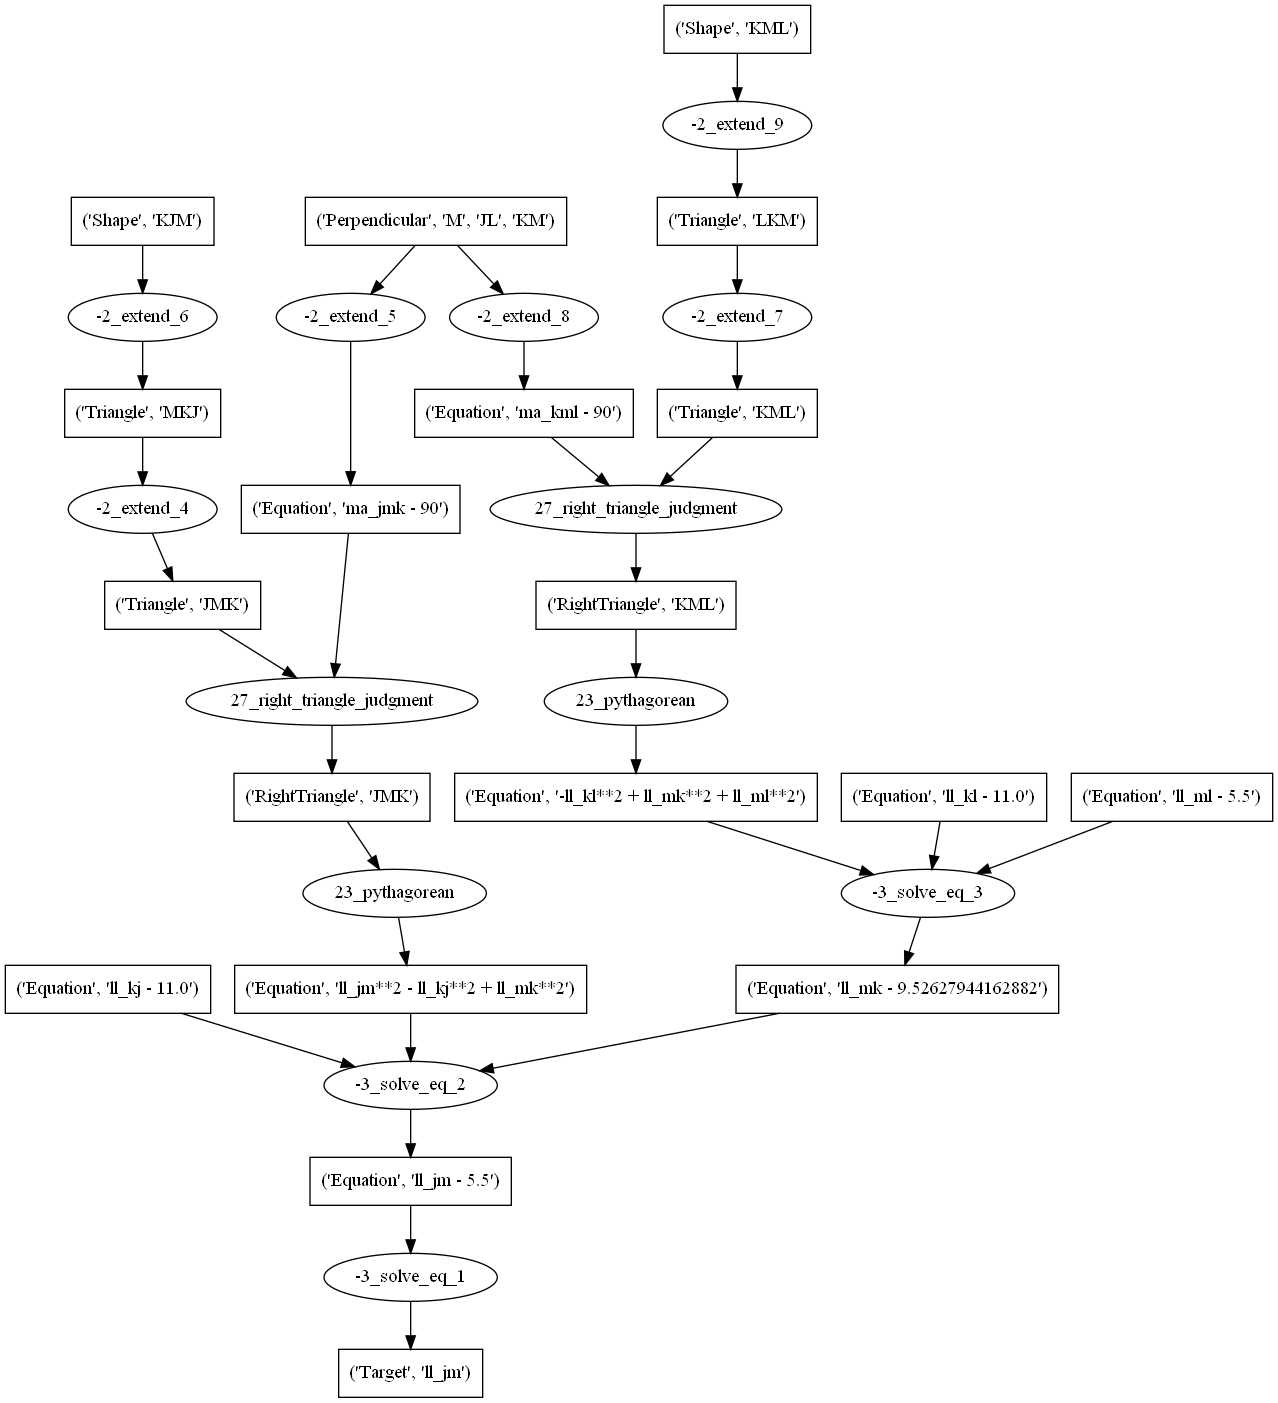 ('Shape', 'KML')
-2_extend_9
('Shape', 'KJM')
('Perpendicular', 'M', 'JL', 'KM')
('Triangle', 'LKM')
-2_extend_6
-2_extend_5
-2_extend_8
-2_extend_7
('Triangle', 'MKJ')
('Equation', 'ma_kml - 90')
('Triangle', 'KML')
-2_extend_4
('Equation', 'ma_jmk - 90')
27_right_triangle_judgment
('Triangle', 'JMK')
('RightTriangle', 'KML')
27_right_triangle_judgment
23_pythagorean
('RightTriangle', 'JMK')
('Equation', '-ll_kl**2 + ll_mk**2 + ll_ml**2')
('Equation', 'll_kl - 11.0')
('Equation', 'll_ml - 5.5')
23_pythagorean
-3_solve_eq_3
('Equation', 'll_kj - 11.0')
('Equation', 'll_jm**2 - ll_kj**2 + ll_mk**2')
('Equation', 'll_mk - 9.52627944162882')
-3_solve_eq_2
('Equation', 'll_jm - 5.5')
-3_solve_eq_1
('Target', 'll_jm')